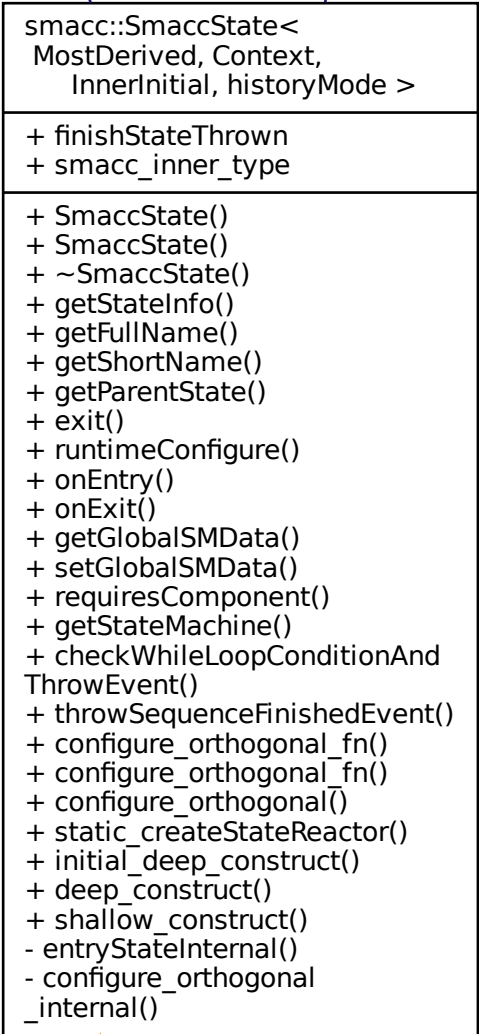 smacc::SmaccState<
MostDerived, Context,
InnerInitial, historyMode >
+ finishStateThrown
+ smacc_inner_type
+ SmaccState()
+ SmaccState()
+ ~SmaccState()
+ getStateInfo()
+ getFullName()
+ getShortName()
+ getParentState()
+ exit()
+ runtimeConfigure()
+ onEntry()
+ onExit()
+ getGlobalSMData()
+ setGlobalSMData()
+ requiresComponent()
+ getStateMachine()
+ checkWhileLoopConditionAnd
ThrowEvent()
+ throwSequenceFinishedEvent()
+ configure_orthogonal_fn()
+ configure_orthogonal_fn()
+ configure_orthogonal()
+ static_createStateReactor()
+ initial_deep_construct()
+ deep_construct()
+ shallow_construct()
- entryStateInternal()
- configure_orthogonal
_internal()